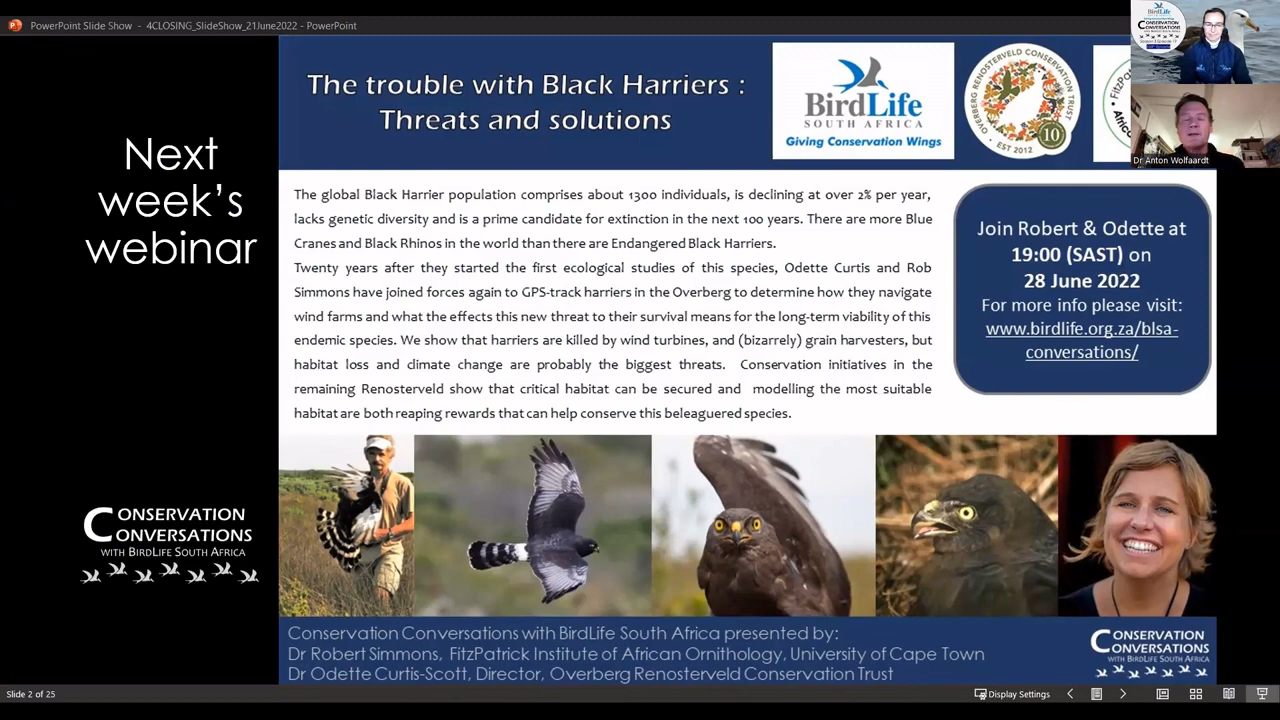 PowerPoint Slide Show - 4CLOSING_SlideShow_21June2022 - PowerPoint
BirdLife
CONSERVATION
CONVERSATIONS
Dr Anton Wolfaardt
Next
week's
webinar
The trouble with Black Harriers :
Threats and solutions
BirdLife
SOUTH AFRICA
Giving Conservation Wings
OVERBERG RENOSTERVELD CONSERVATION TRUST
10
EST 2012
The global Black Harrier population comprises about 1300 individuals, is declining at over 2% per year,
lacks genetic diversity and is a prime candidate for extinction in the next 100 years. There are more Blue
Cranes and Black Rhinos in the world than there are Endangered Black Harriers.
Twenty years after they started the first ecological studies of this species, Odette Curtis and Rob
Simmons have joined forces again to GPS-track harriers in the Overberg to determine how they navigate
wind farms and what the effects this new threat to their survival means for the long-term viability of this
endemic species. We show that harriers are killed by wind turbines, and (bizarrely) grain harvesters, but
habitat loss and climate change are probably the biggest threats. Conservation initiatives in the
remaining Renosterveld show that critical habitat can be secured and modelling the most suitable
habitat are both reaping rewards that can help conserve this beleaguered species.
Join Robert & Odette at
19:00 (SAST) on
28 June 2022
For more info please visit:
www.birdlife.org.za/blsa-
conversations/
CONSERVATION
CONVERSATIONS
WITH BIRDLIFE SOUTH AFRICA
Conservation Conversations with BirdLife South Africa presented by:
Dr Robert Simmons, FitzPatrick Institute of African Ornithology, University of Cape Town
Dr Odette Curtis-Scott, Director, Overberg Renosterveld Conservation Trust
CONSERVATION
CONVERSATIONS
WITH BIRDLIFE SOUTH AFRICA
Slide 2 of 25
Display Settings